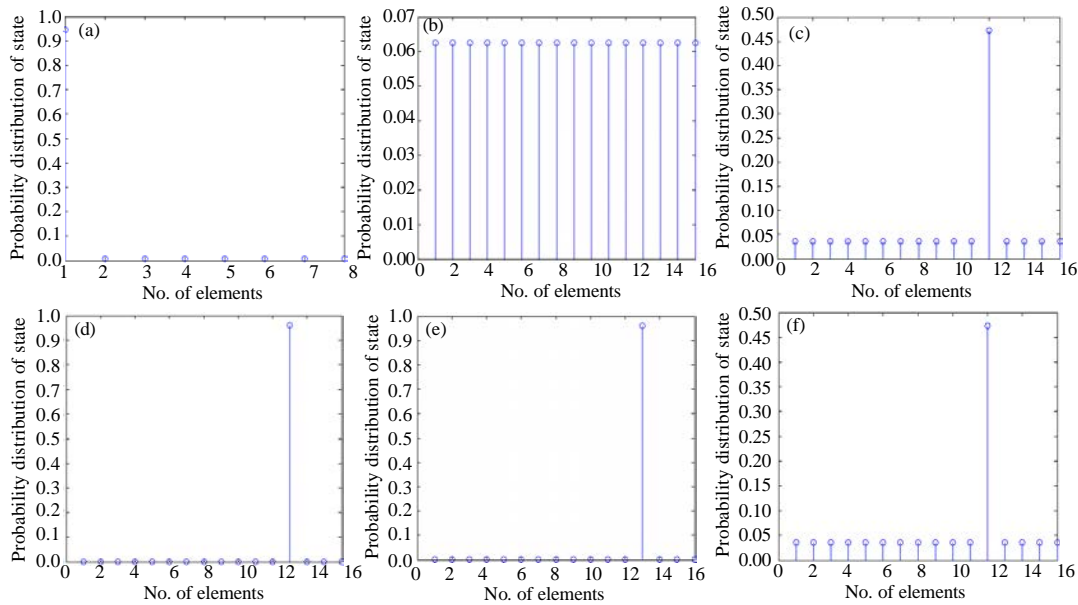 (a)
Probability distribution of state
1.0
0.9
0.8
0.7
0.6
0.5
0.4
0.3
0.2
0.1
0.0
1 2 3 4 5 6 7 8
No. of elements
(b)
Probability distribution of state
0.07
0.06
0.05
0.04
0.03
0.02
0.01
0.00
0 2 4 6 8 10 12 14 16
No. of elements
(c)
Probability distribution of state
0.50
0.45
0.40
0.35
0.30
0.25
0.20
0.15
0.10
0.05
0.00
0 2 4 6 8 10 12 14 16
No. of elements
(d)
Probability distribution of state
1.0
0.9
0.8
0.7
0.6
0.5
0.4
0.3
0.2
0.1
0.0
0 2 4 6 8 10 12 14 16
No. of elements
(e)
Probability distribution of state
1.0
0.9
0.8
0.7
0.6
0.5
0.4
0.3
0.2
0.1
0.0
0 2 4 6 8 10 12 14 16
No. of elements
(f)
Probability distribution of state
0.50
0.45
0.40
0.35
0.30
0.25
0.20
0.15
0.10
0.05
0.00
0 2 4 6 8 10 12 14 16
No. of elements